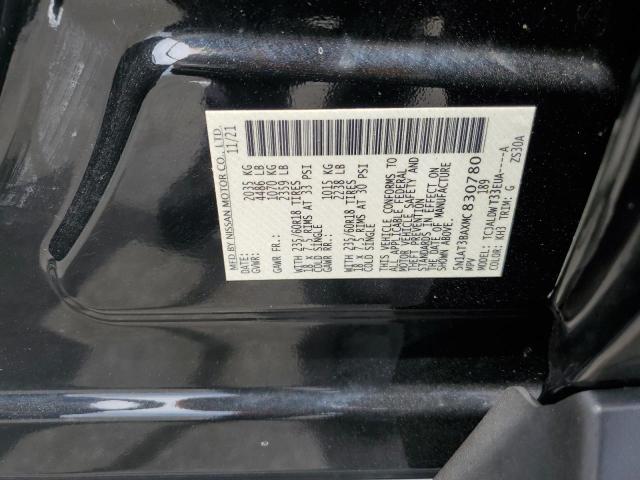 MFD BY NISSAN MOTOR CO., LTD.
11/21
GVWR: 2035 KG
4486 LB
GAWR FR.: 1070 KG
2359 LB
WITH 235/60R18 TIRES
18 X 7.5 RIMS AT 33 PSI
COLD SINGLE
GAWR RR.: 1015 KG
2238 LB
WITH 235/60R18 TIRES
18 X 7.5 RIMS AT 30 PSI
COLD SINGLE
THIS VEHICLE CONFORMS TO
ALL APPLICABLE FEDERAL
MOTOR VEHICLE SAFETY AND
THEFT PREVENTION
STANDARDS IN EFFECT ON
THE DATE OF MANUFACTURE
SHOWN ABOVE.
5N1AT3BAXMC830780
MPV 189
MODEL:
COLOR: KH3 TRIM: G
ZS30A